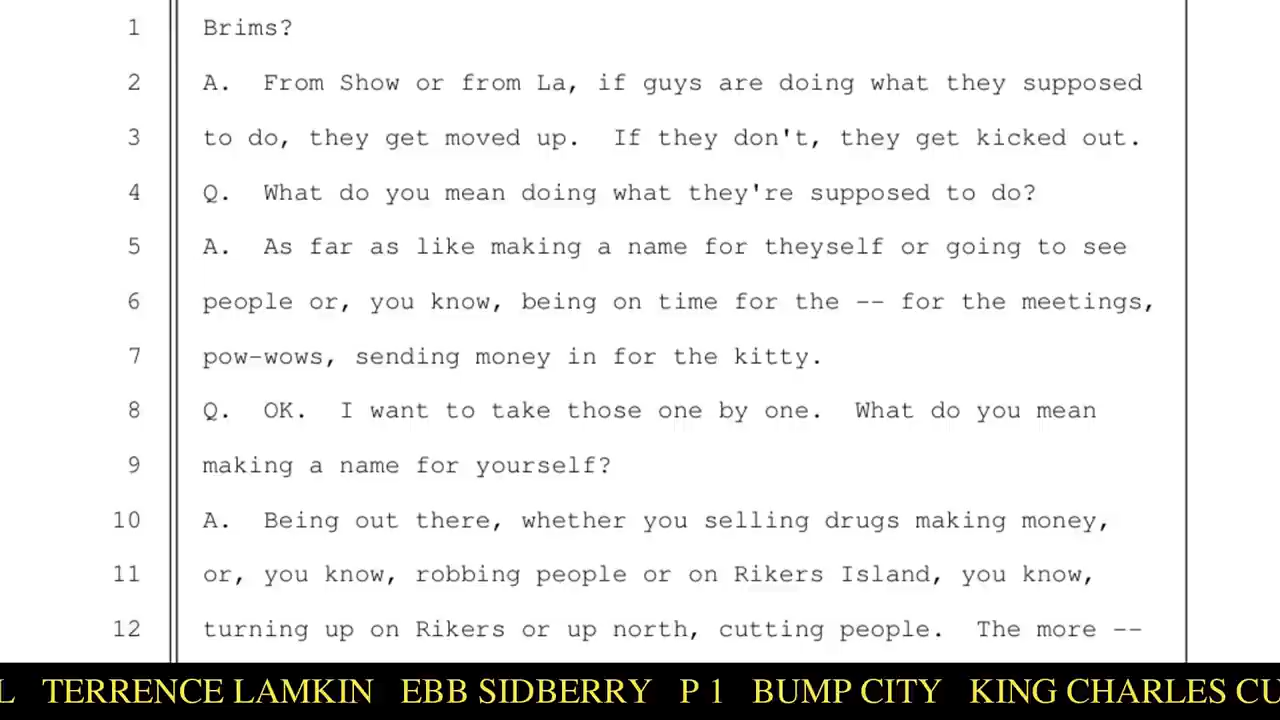 1 Brims?
2 A. From Show or from La, if guys are doing what they supposed
3 to do, they get moved up. If they don't, they get kicked out.
4 Q. What do you mean doing what they're supposed to do?
5 A. As far as like making a name for theyself or going to see
6 people or, you know, being on time for the -- for the meetings,
7 pow-wows, sending money in for the kitty.
8 Q. OK. I want to take those one by one. What do you mean
9 making a name for yourself?
10 A. Being out there, whether you selling drugs making money,
11 or, you know, robbing people or on Rikers Island, you know,
12 turning up on Rikers or up north, cutting people. The more --
L TERRENCE LAMKIN EBB SIDBERRY P 1 BUMP CITY KING CHARLES CU